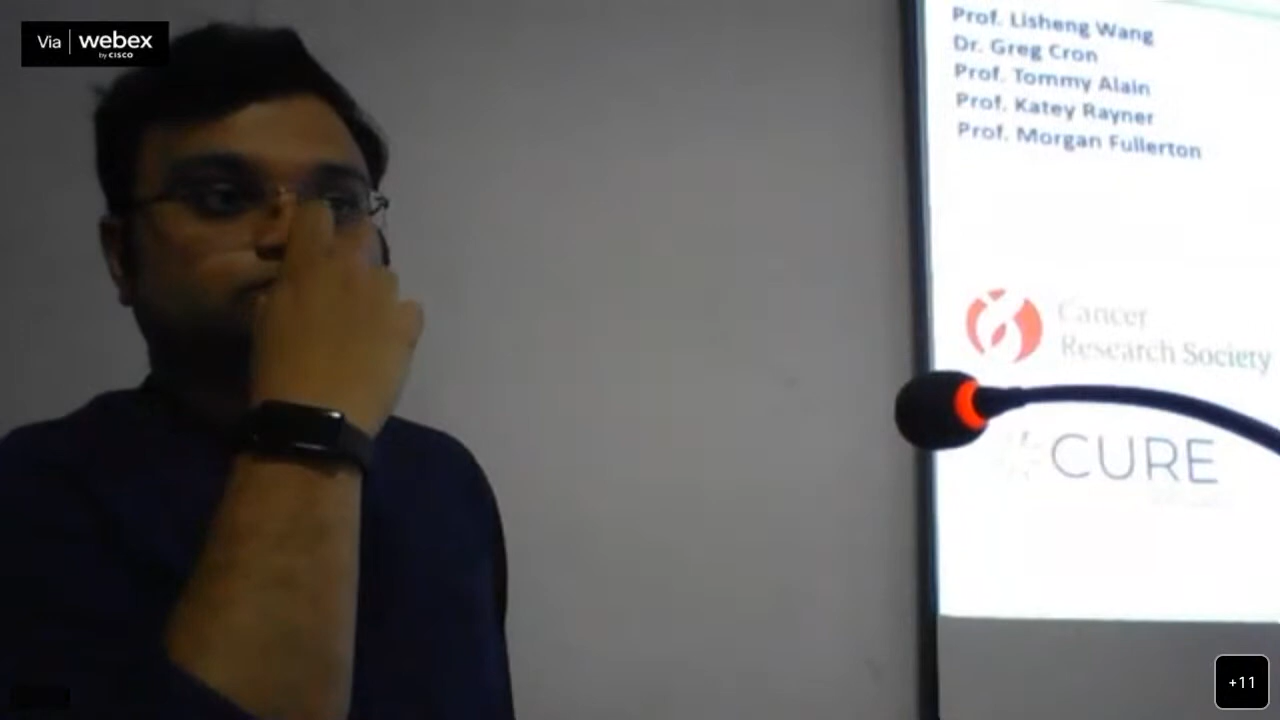 Via webex
by CISCO
Prof. Lisheng Wang
Dr. Greg Cron
Prof. Tommy Alain
Prof. Katey Rayner
Prof. Morgan Fullerton
Cancer
Research Society
CURE
+11